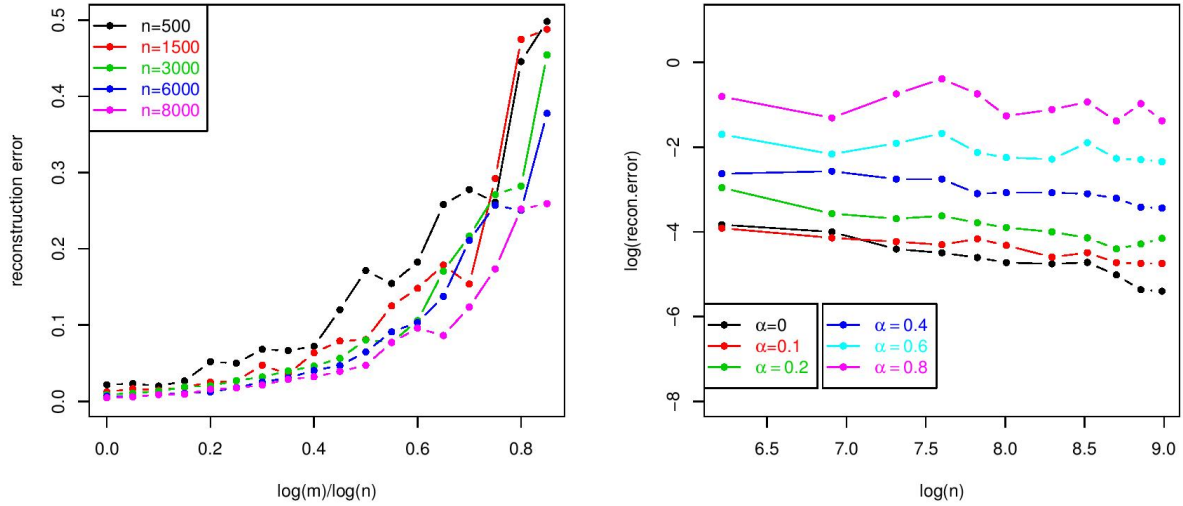 reconstruction error
0.5
0.4
0.3
0.2
0.1
0.0
n=500
n=1500
n=3000
n=6000
n=8000
0.0 0.2 0.4 0.6 0.8
log(m)/log(n)
log(recon.error)
0
−2
−4
−6
−8
α=0
α=0.1
α=0.2
α=0.4
α=0.6
α=0.8
6.5 7.0 7.5 8.0 8.5 9.0
log(n)